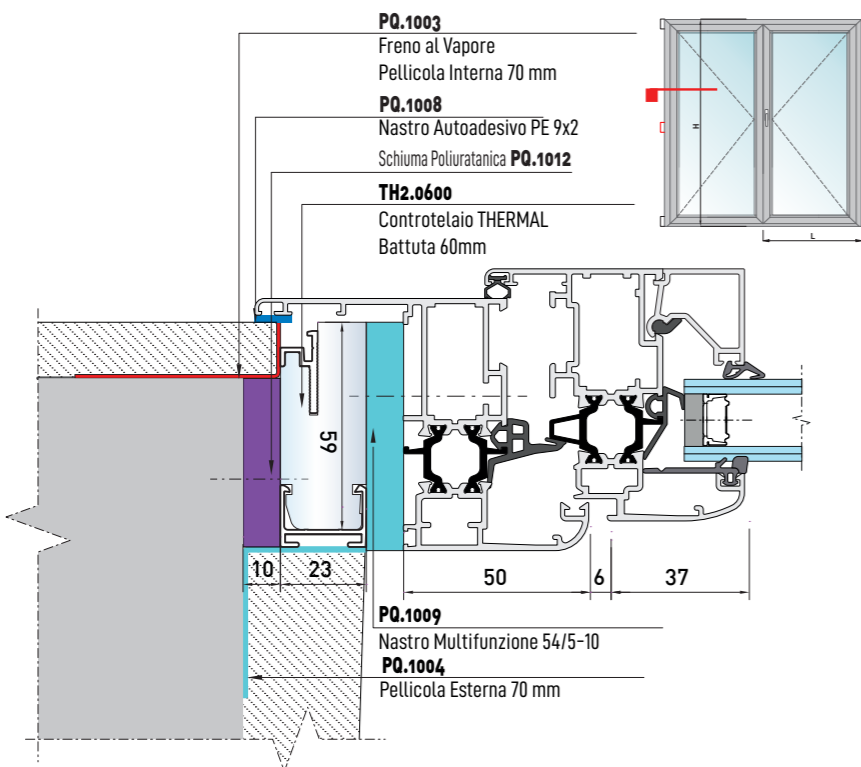 PQ.1003
Freno al Vapore
Pellicola Interna 70 mm
PQ.1008
Nastro Autoadesivo PE 9x2
Schiuma Poliuratanica PQ.1012
TH2.0600
Controtelaio THERMAL
Battuta 60mm
H
L
59
10
23
50
6
37
PQ.1009
Nastro Multifunzione 54/5-10
PQ.1004
Pellicola Esterna 70 mm